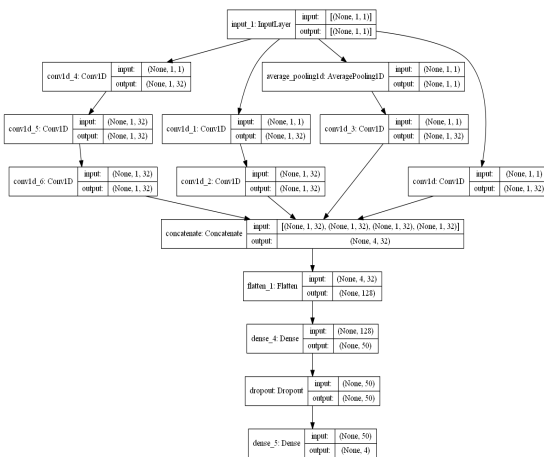 input_1: InputLayer input: [(None, 1, 1)]
output: [(None, 1, 1)]
conv1d_4: Conv1D input: (None, 1, 1)
output: (None, 1, 32)
average_pooling1d: AveragePooling1D input: (None, 1, 1)
output: (None, 1, 1)
conv1d_5: Conv1D input: (None, 1, 32)
output: (None, 1, 32)
conv1d_1: Conv1D input: (None, 1, 1)
output: (None, 1, 32)
conv1d_3: Conv1D input: (None, 1, 1)
output: (None, 1, 32)
conv1d_6: Conv1D input: (None, 1, 32)
output: (None, 1, 32)
conv1d_2: Conv1D input: (None, 1, 32)
output: (None, 1, 32)
conv1d: Conv1D input: (None, 1, 1)
output: (None, 1, 32)
concatenate: Concatenate input: [(None, 1, 32), (None, 1, 32), (None, 1, 32), (None, 1, 32)]
output: (None, 4, 32)
flatten_1: Flatten input: (None, 4, 32)
output: (None, 128)
dense_4: Dense input: (None, 128)
output: (None, 50)
dropout: Dropout input: (None, 50)
output: (None, 50)
dense_5: Dense input: (None, 50)
output: (None, 4)